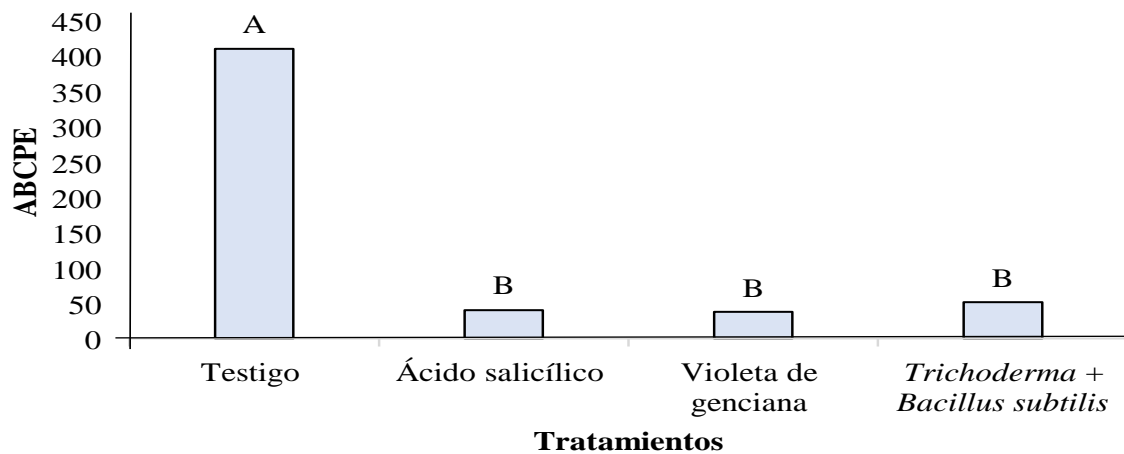 ABCPE
450
400
350
300
250
200
150
100
50
0
A
B
B
B
Testigo
Ácido salicílico
Violeta de
genciana
Trichoderma +
Bacillus subtilis
Tratamientos